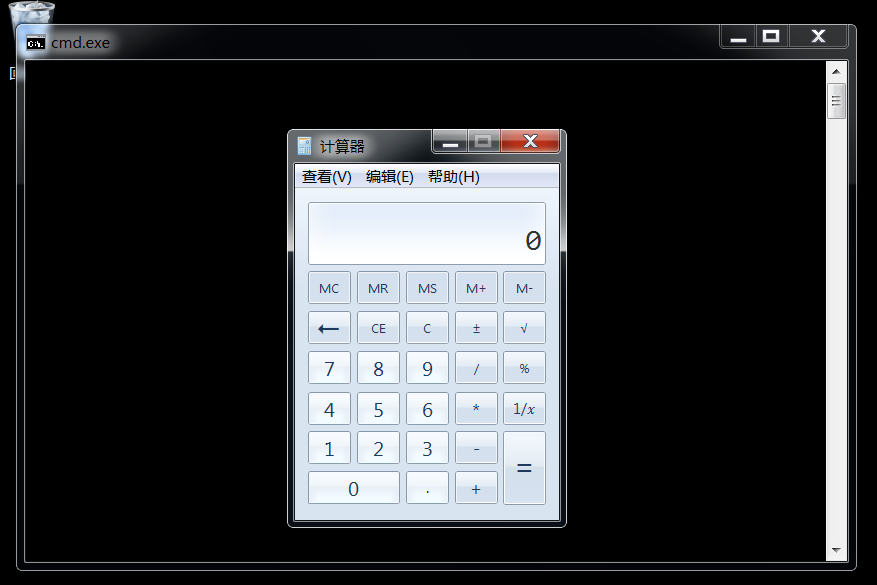 cmd.exe
计算器
查看(V) 编辑(E) 帮助(H)
0
MC MR MS M+ M-
← CE C ± √
7 8 9 / %
4 5 6 * 1/x
1 2 3 - =
0 . +